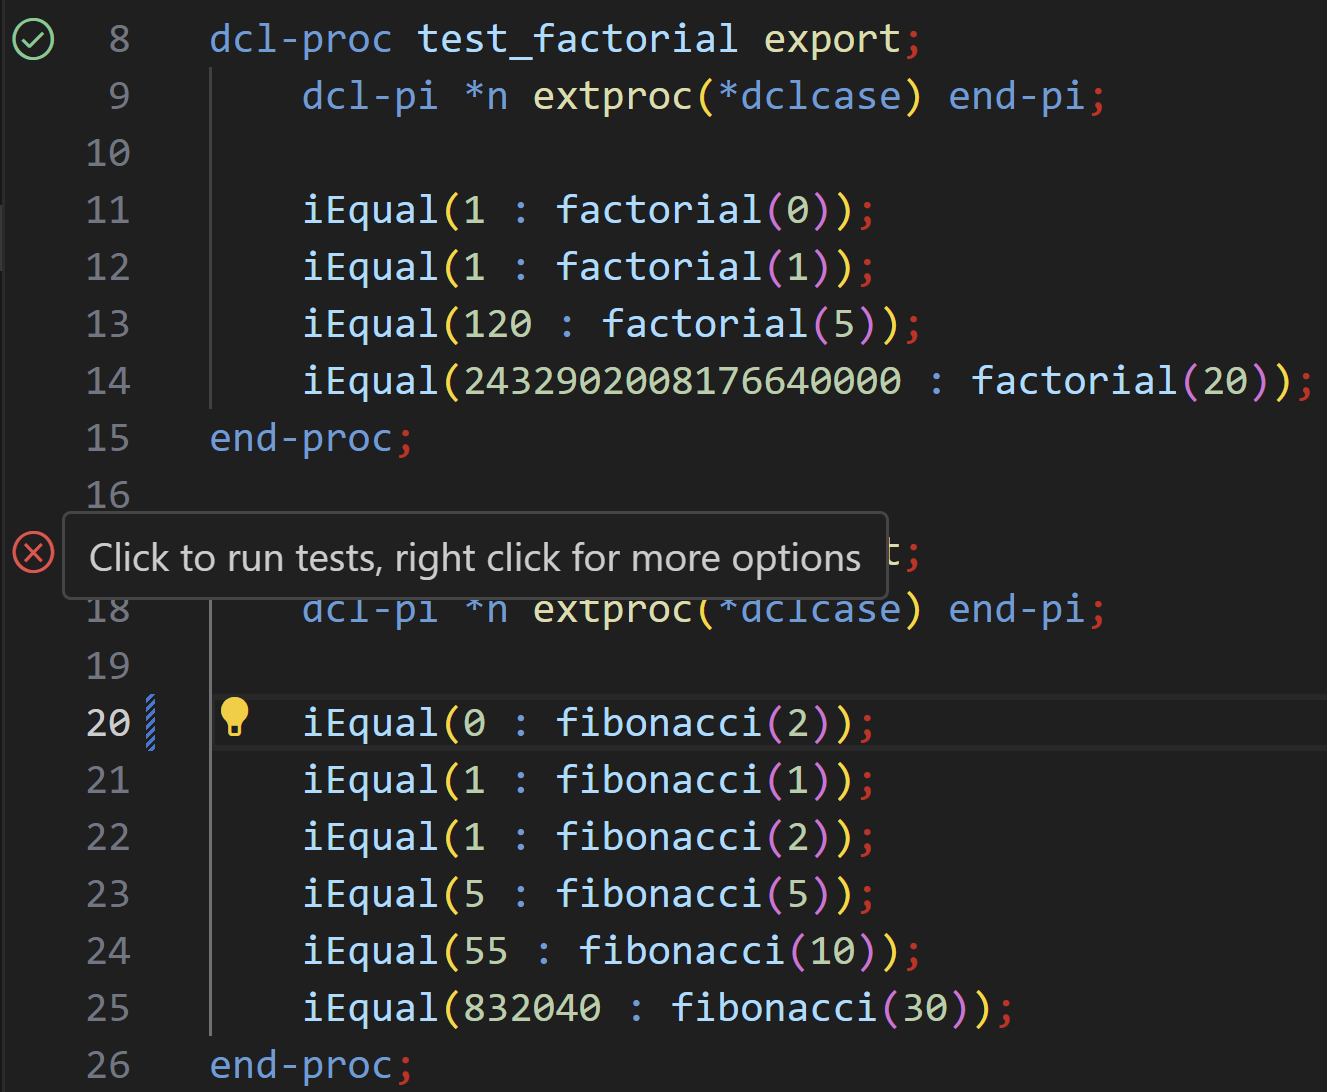 8 dcl-proc test_factorial export;
9 dcl-pi *n extproc(*dclcase) end-pi;
10
11 iEqual(1 : factorial(0));
12 iEqual(1 : factorial(1));
13 iEqual(120 : factorial(5));
14 iEqual(2432902008176640000 : factorial(20));
15 end-proc;
16
Click to run tests, right click for more options t;
18 dcl-pi *n extproc(*dclcase) end-pi;
19
20 iEqual(0 : fibonacci(2));
21 iEqual(1 : fibonacci(1));
22 iEqual(1 : fibonacci(2));
23 iEqual(5 : fibonacci(5));
24 iEqual(55 : fibonacci(10));
25 iEqual(832040 : fibonacci(30));
26 end-proc;